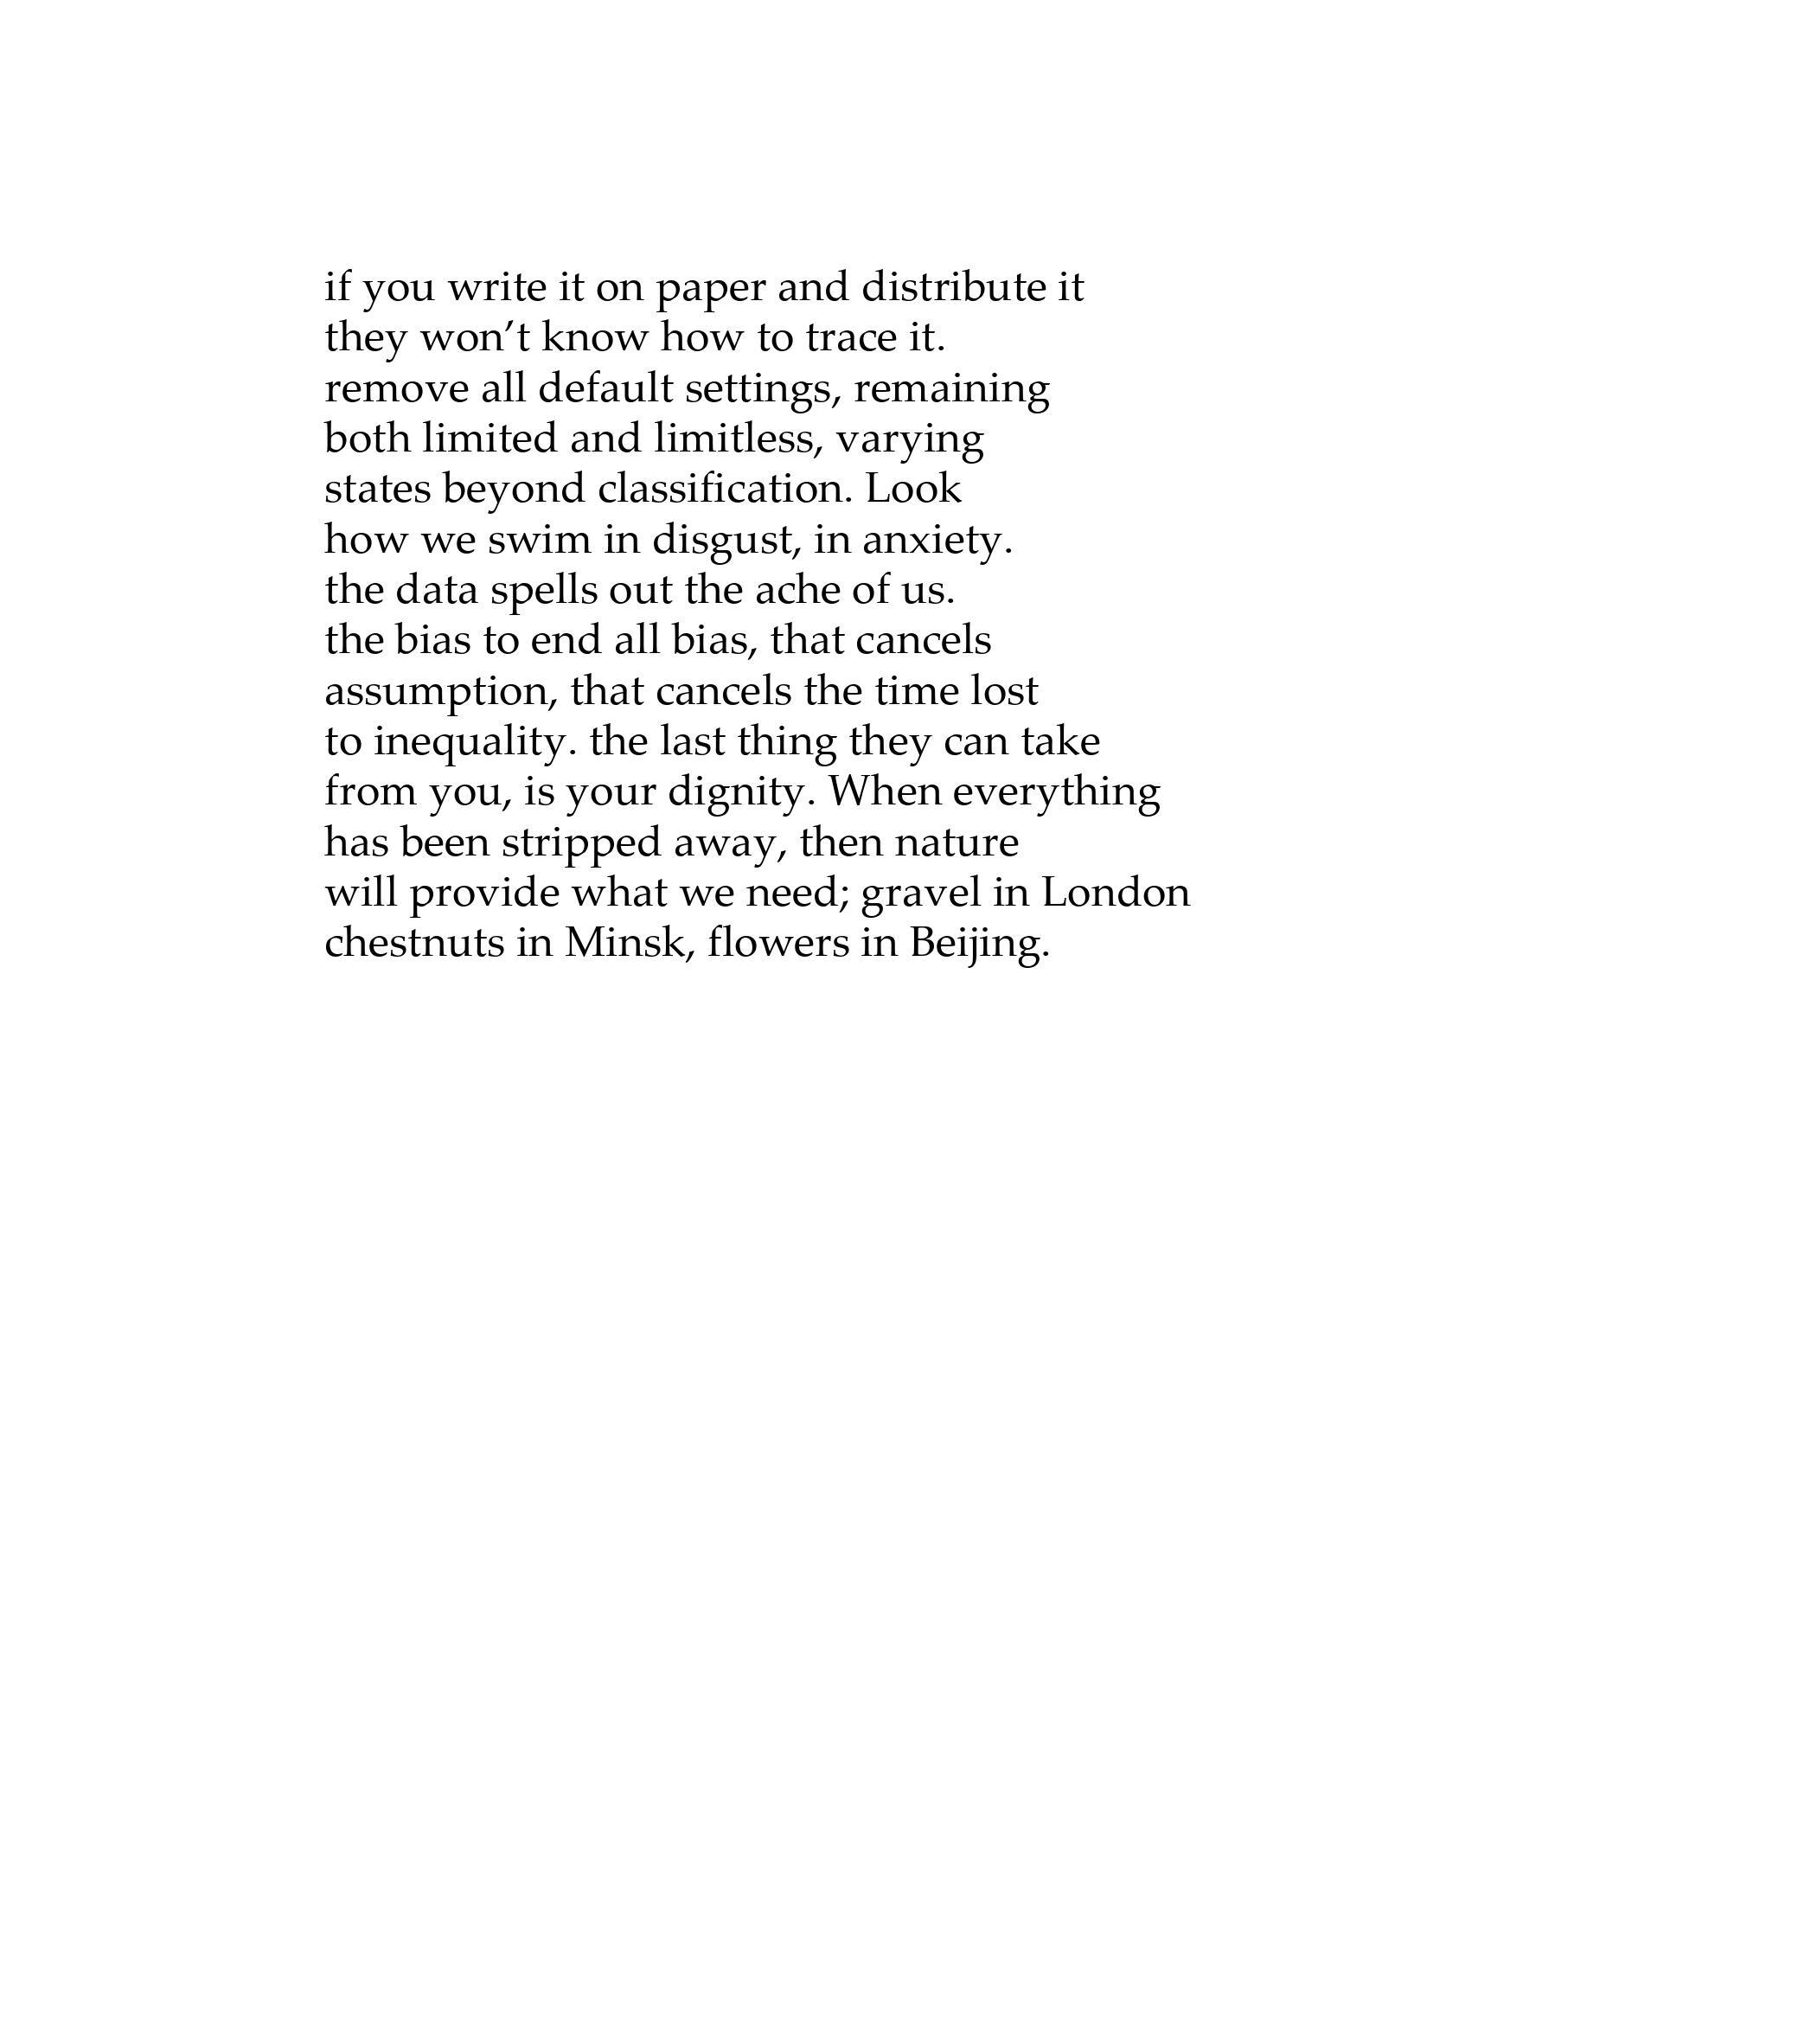 if you write it on paper and distribute it
they won’t know how to trace it.
remove all default settings, remaining
both limited and limitless, varying
states beyond classification. Look
how we swim in disgust, in anxiety.
the data spells out the ache of us.
the bias to end all bias, that cancels
assumption, that cancels the time lost
to inequality. the last thing they can take
from you, is your dignity. When everything
has been stripped away, then nature
will provide what we need; gravel in London
chestnuts in Minsk, flowers in Beijing.